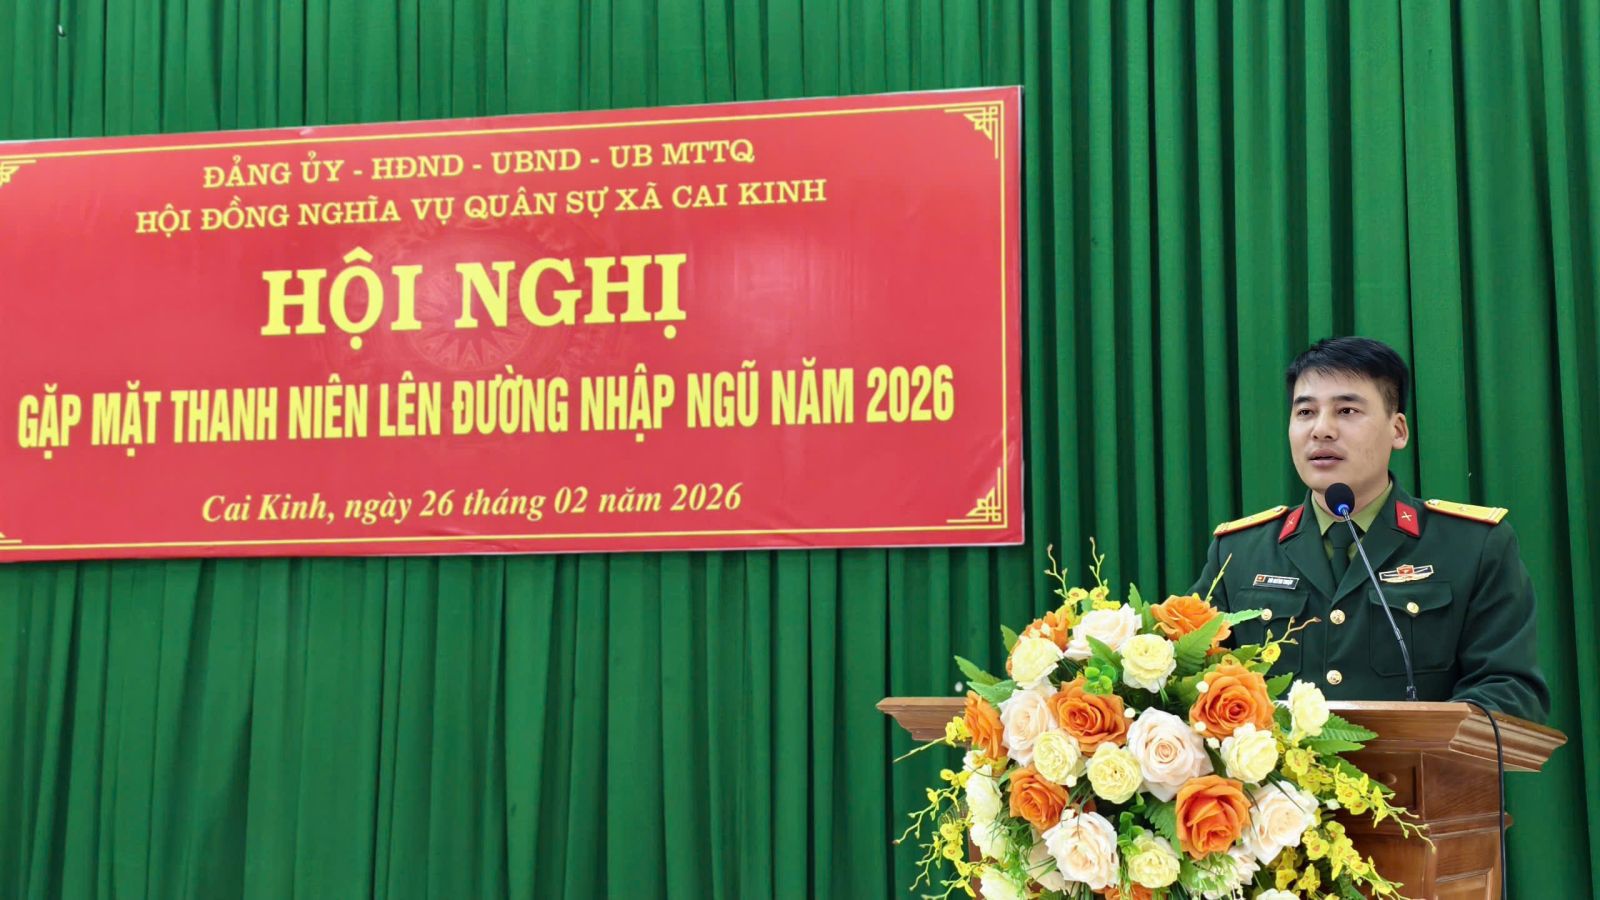 ĐẢNG ỦY - HĐND - UBND - UB MTTQ
HỘI ĐỒNG NGHĨA VỤ QUÂN SỰ XÃ CAI KINH
HỘI NGHỊ
GẶP MẶT THANH NIÊN LÊN ĐƯỜNG NHẬP NGŨ NĂM 2026
Cai Kinh, ngày 26 tháng 02 năm 2026